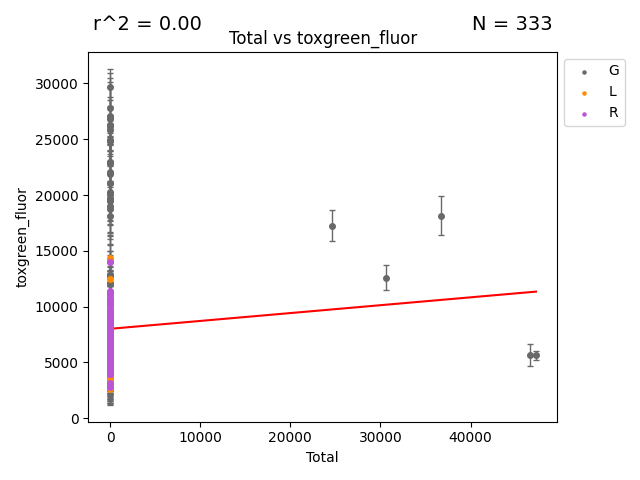 r^2 = 0.00
N = 333
Total vs toxgreen_fluor
30000
25000
20000
15000
10000
5000
0
toxgreen_fluor
0
10000
20000
30000
40000
Total
G
L
R